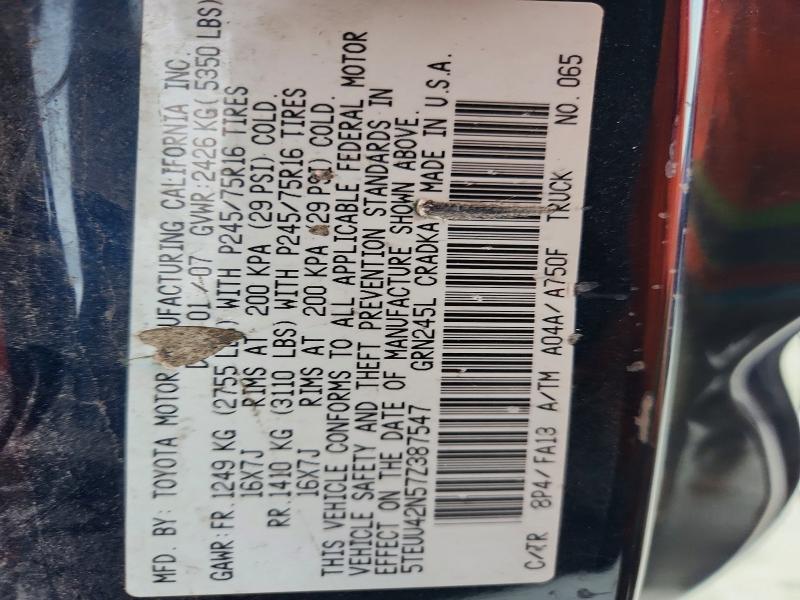 MFD. BY: TOYOTA MOTOR MANUFACTURING CALIFORNIA INC.
01/07 GVWR:2426KG(5350 LBS)
GAWR:FR.1249 KG (2755 LBS) WITH P245/75R16 TIRES
16X7J RIMS AT 200 KPA (29 PSI) COLD.
RR.1410 KG (3110 LBS) WITH P245/75R16 TIRES
16X7J RIMS AT 200 KPA (29 PSI) COLD.
THIS VEHICLE CONFORMS TO ALL APPLICABLE FEDERAL MOTOR
VEHICLE SAFETY AND THEFT PREVENTION STANDARDS IN
EFFECT ON THE DATE OF MANUFACTURE SHOWN ABOVE.
5TEUU42N57Z387547 GRN245L CRADKA MADE IN U.S.A.
C/TR 8P4/FA13 A/TM A04A/A750F TRUCK NO. 065